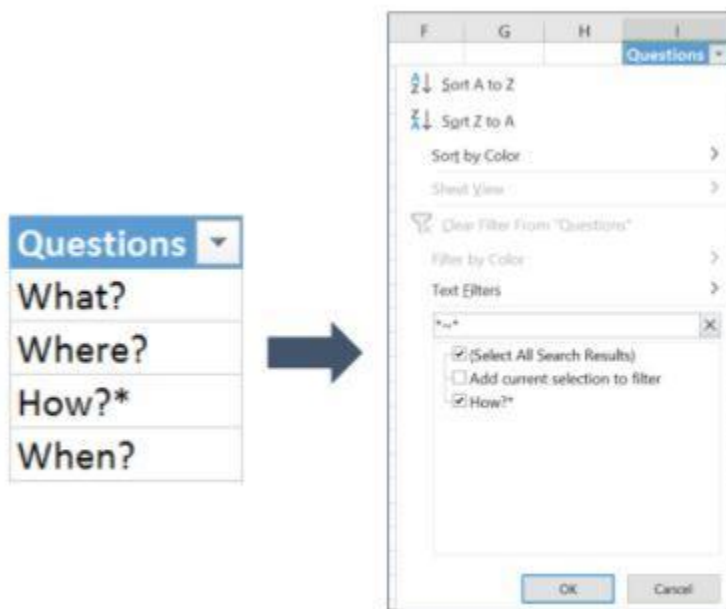 Questions
What?
Where?
How?*
When?
F G H I
Questions
Sort A to Z
Sort Z to A
Sort by Color
Sheet View
Clear Filter From "Questions"
Filter by Color
Text Filters
*~*
(Select All Search Results)
Add current selection to filter
How?*
OK Cancel